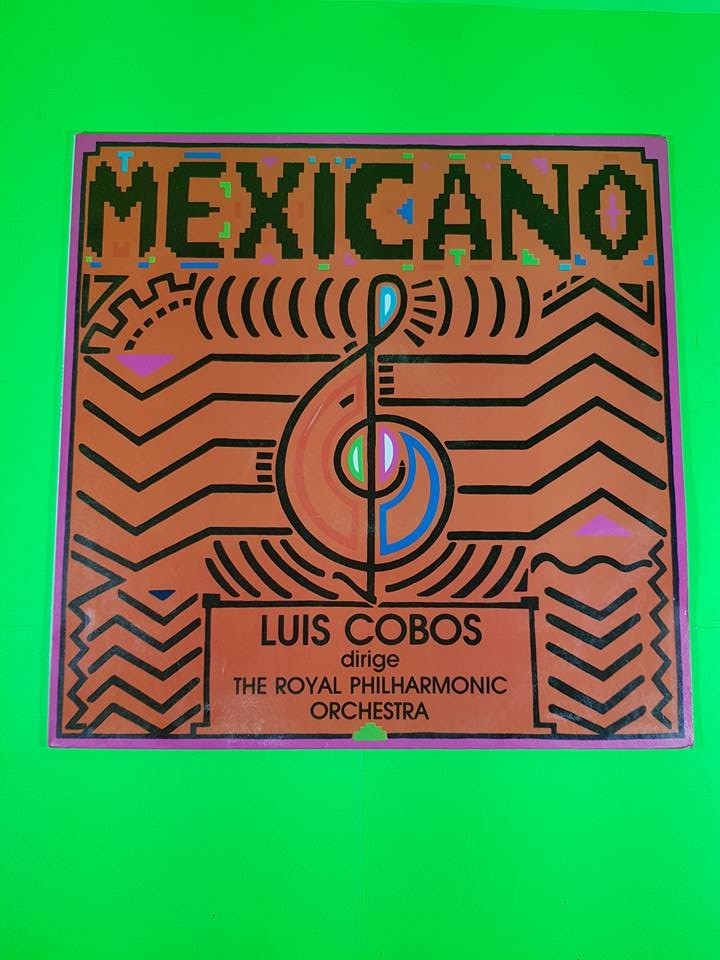 MEXICANO
LUIS COBOS
dirige
THE ROYAL PHILHARMONIC
ORCHESTRA